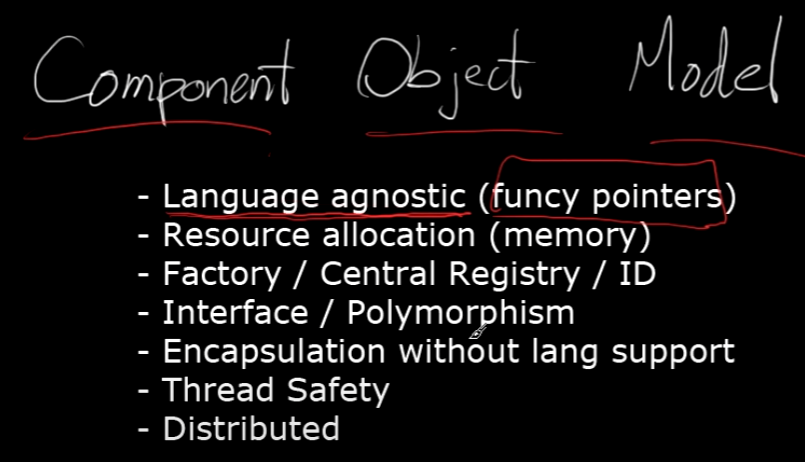 Component Object Model
- Language agnostic (funcy pointers)
- Resource allocation (memory)
- Factory / Central Registry / ID
- Interface / Polymorphism
- Encapsulation without lang support
- Thread Safety
- Distributed